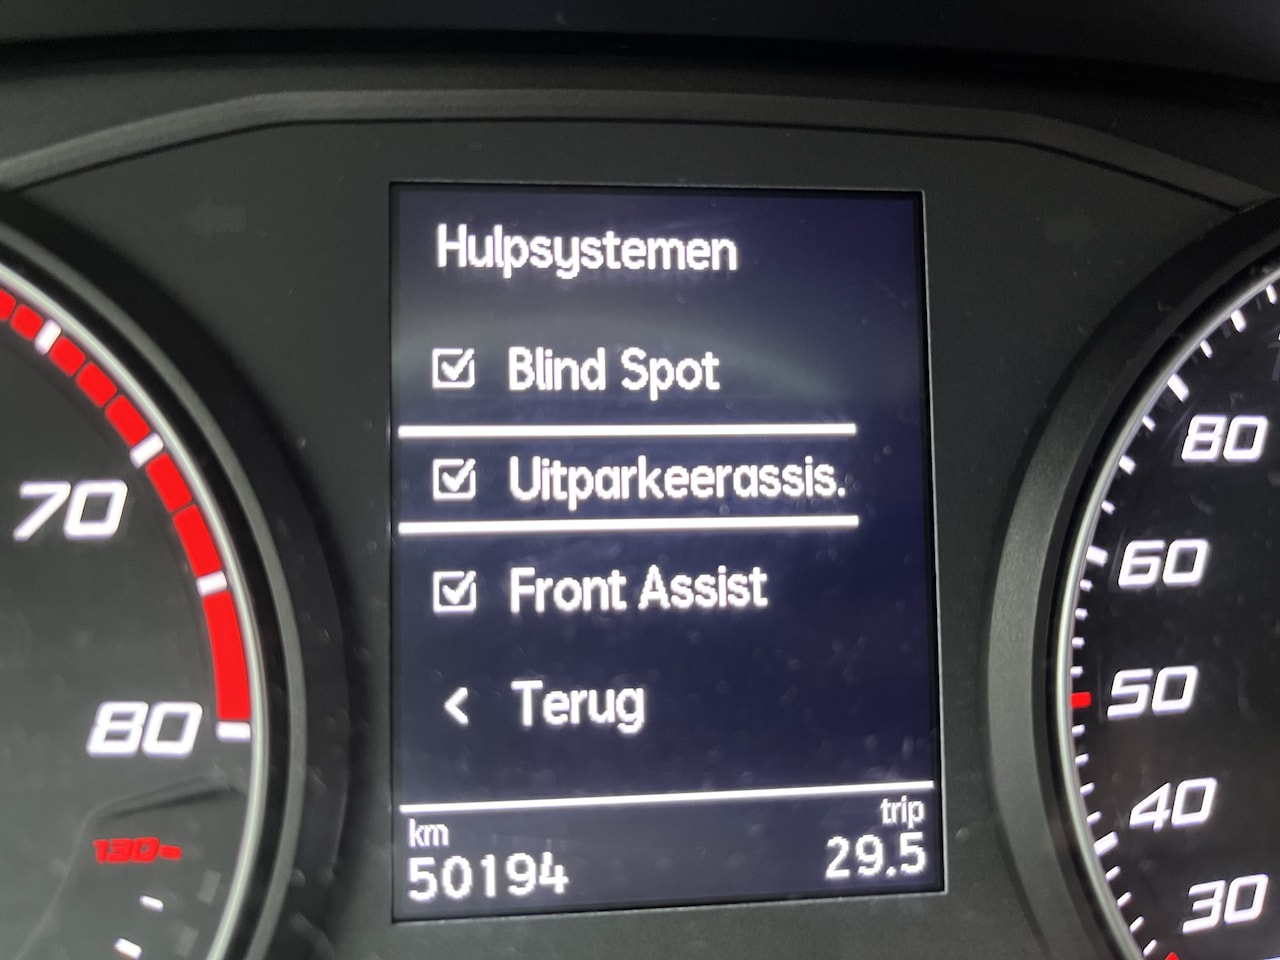 Hulpsystemen
Blind Spot
Uitparkeerassis.
Front Assist
< Terug
km
50194
trip
29.5
70
80
130
80
60
50
40
30